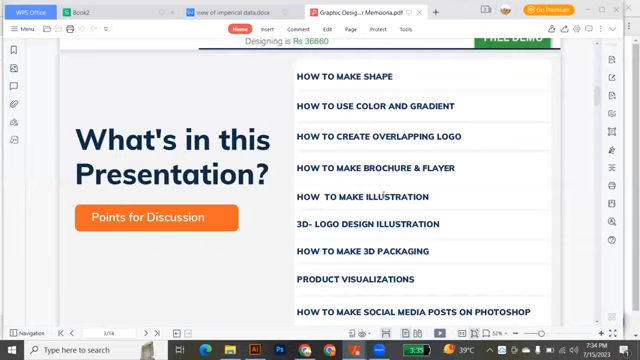 WPS Office
Book2
view of imperical data.docx
Graphic Desig...r Memoona.pdf
Go Premium
Menu
Home
Insert
Comment
Edit
Page
Protect
Tools
Designing is Rs 36660
FREE DEMO
What's in this
Presentation?
Points for Discussion
HOW TO MAKE SHAPE
HOW TO USE COLOR AND GRADIENT
HOW TO CREATE OVERLAPPING LOGO
HOW TO MAKE BROCHURE & FLAYER
HOW TO MAKE ILLUSTRATION
3D- LOGO DESIGN ILLUSTRATION
HOW TO MAKE 3D PACKAGING
PRODUCT VISUALIZATIONS
HOW TO MAKE SOCIAL MEDIA POSTS ON PHOTOSHOP
Navigation
3/14
52%
Type here to search
3:35
39°C
7:34 PM
7/15/2023